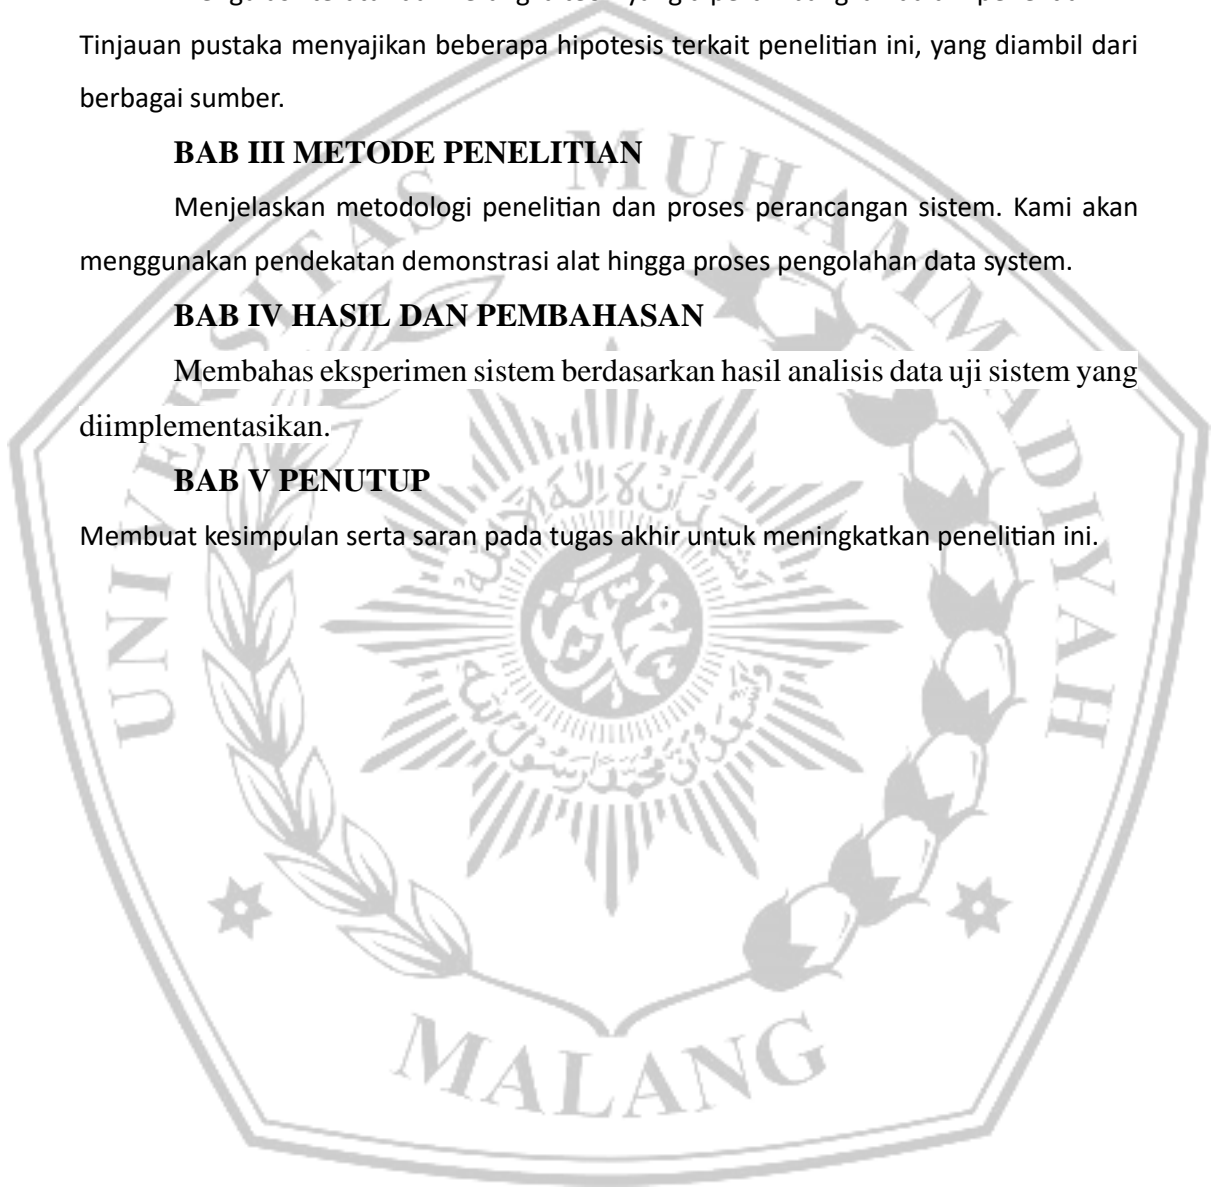 Tinjauan pustaka menyajikan beberapa hipotesis terkait penelitian ini, yang diambil dari
berbagai sumber.
BAB III METODE PENELITIAN
Menjelaskan metodologi penelitian dan proses perancangan sistem. Kami akan
menggunakan pendekatan demonstrasi alat hingga proses pengolahan data system.
BAB IV HASIL DAN PEMBAHASAN
Membahas eksperimen sistem berdasarkan hasil analisis data uji sistem yang
diimplementasikan.
BAB V PENUTUP
Membuat kesimpulan serta saran pada tugas akhir untuk meningkatkan penelitian ini.
UNIVERSITAS MUHAMMADIYAH
MALANG